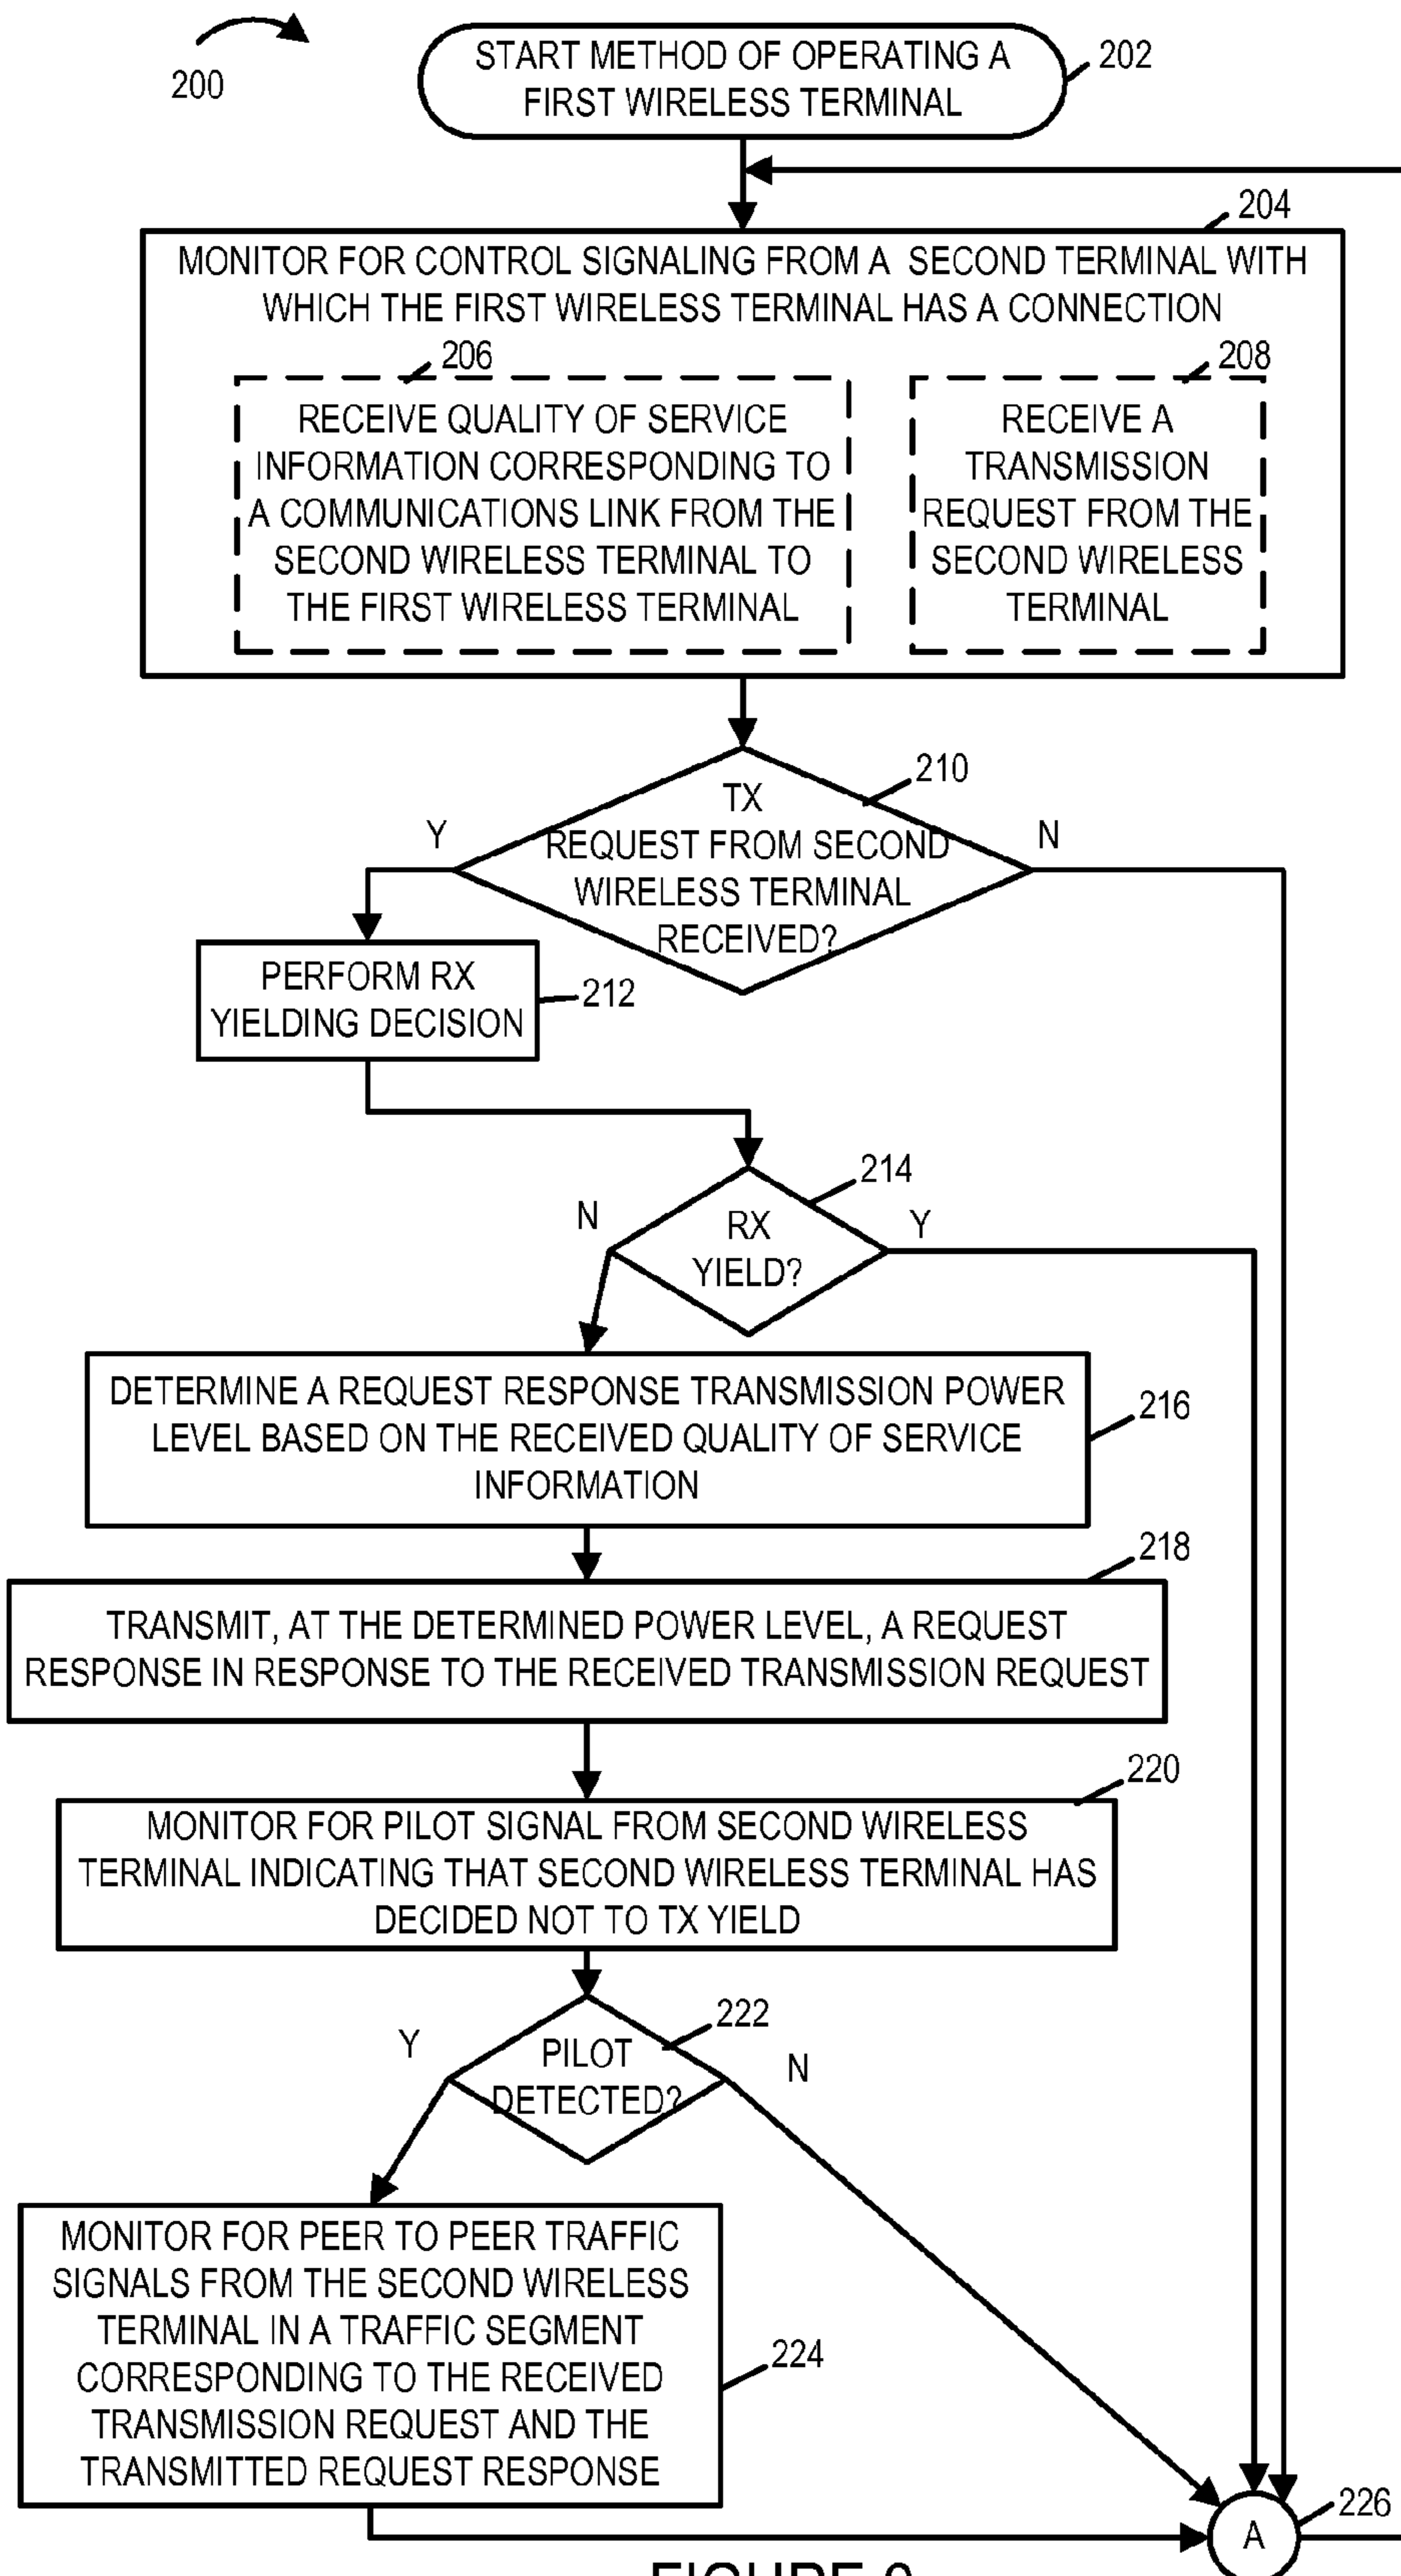 200
START METHOD OF OPERATING A
FIRST WIRELESS TERMINAL
202
204
MONITOR FOR CONTROL SIGNALING FROM A SECOND TERMINAL WITH
WHICH THE FIRST WIRELESS TERMINAL HAS A CONNECTION
206
RECEIVE QUALITY OF SERVICE
INFORMATION CORRESPONDING TO
A COMMUNICATIONS LINK FROM THE
SECOND WIRELESS TERMINAL TO
THE FIRST WIRELESS TERMINAL
208
RECEIVE A
TRANSMISSION
REQUEST FROM THE
SECOND WIRELESS
TERMINAL
210
TX
REQUEST FROM SECOND
WIRELESS TERMINAL
RECEIVED?
Y
N
PERFORM RX
YIELDING DECISION
212
214
RX
YIELD?
N
Y
DETERMINE A REQUEST RESPONSE TRANSMISSION POWER
LEVEL BASED ON THE RECEIVED QUALITY OF SERVICE
INFORMATION
216
218
TRANSMIT, AT THE DETERMINED POWER LEVEL, A REQUEST
RESPONSE IN RESPONSE TO THE RECEIVED TRANSMISSION REQUEST
220
MONITOR FOR PILOT SIGNAL FROM SECOND WIRELESS
TERMINAL INDICATING THAT SECOND WIRELESS TERMINAL HAS
DECIDED NOT TO TX YIELD
222
PILOT
DETECTED?
Y
N
MONITOR FOR PEER TO PEER TRAFFIC
SIGNALS FROM THE SECOND WIRELESS
TERMINAL IN A TRAFFIC SEGMENT
CORRESPONDING TO THE RECEIVED
TRANSMISSION REQUEST AND THE
TRANSMITTED REQUEST RESPONSE
224
A
226
FIGURE